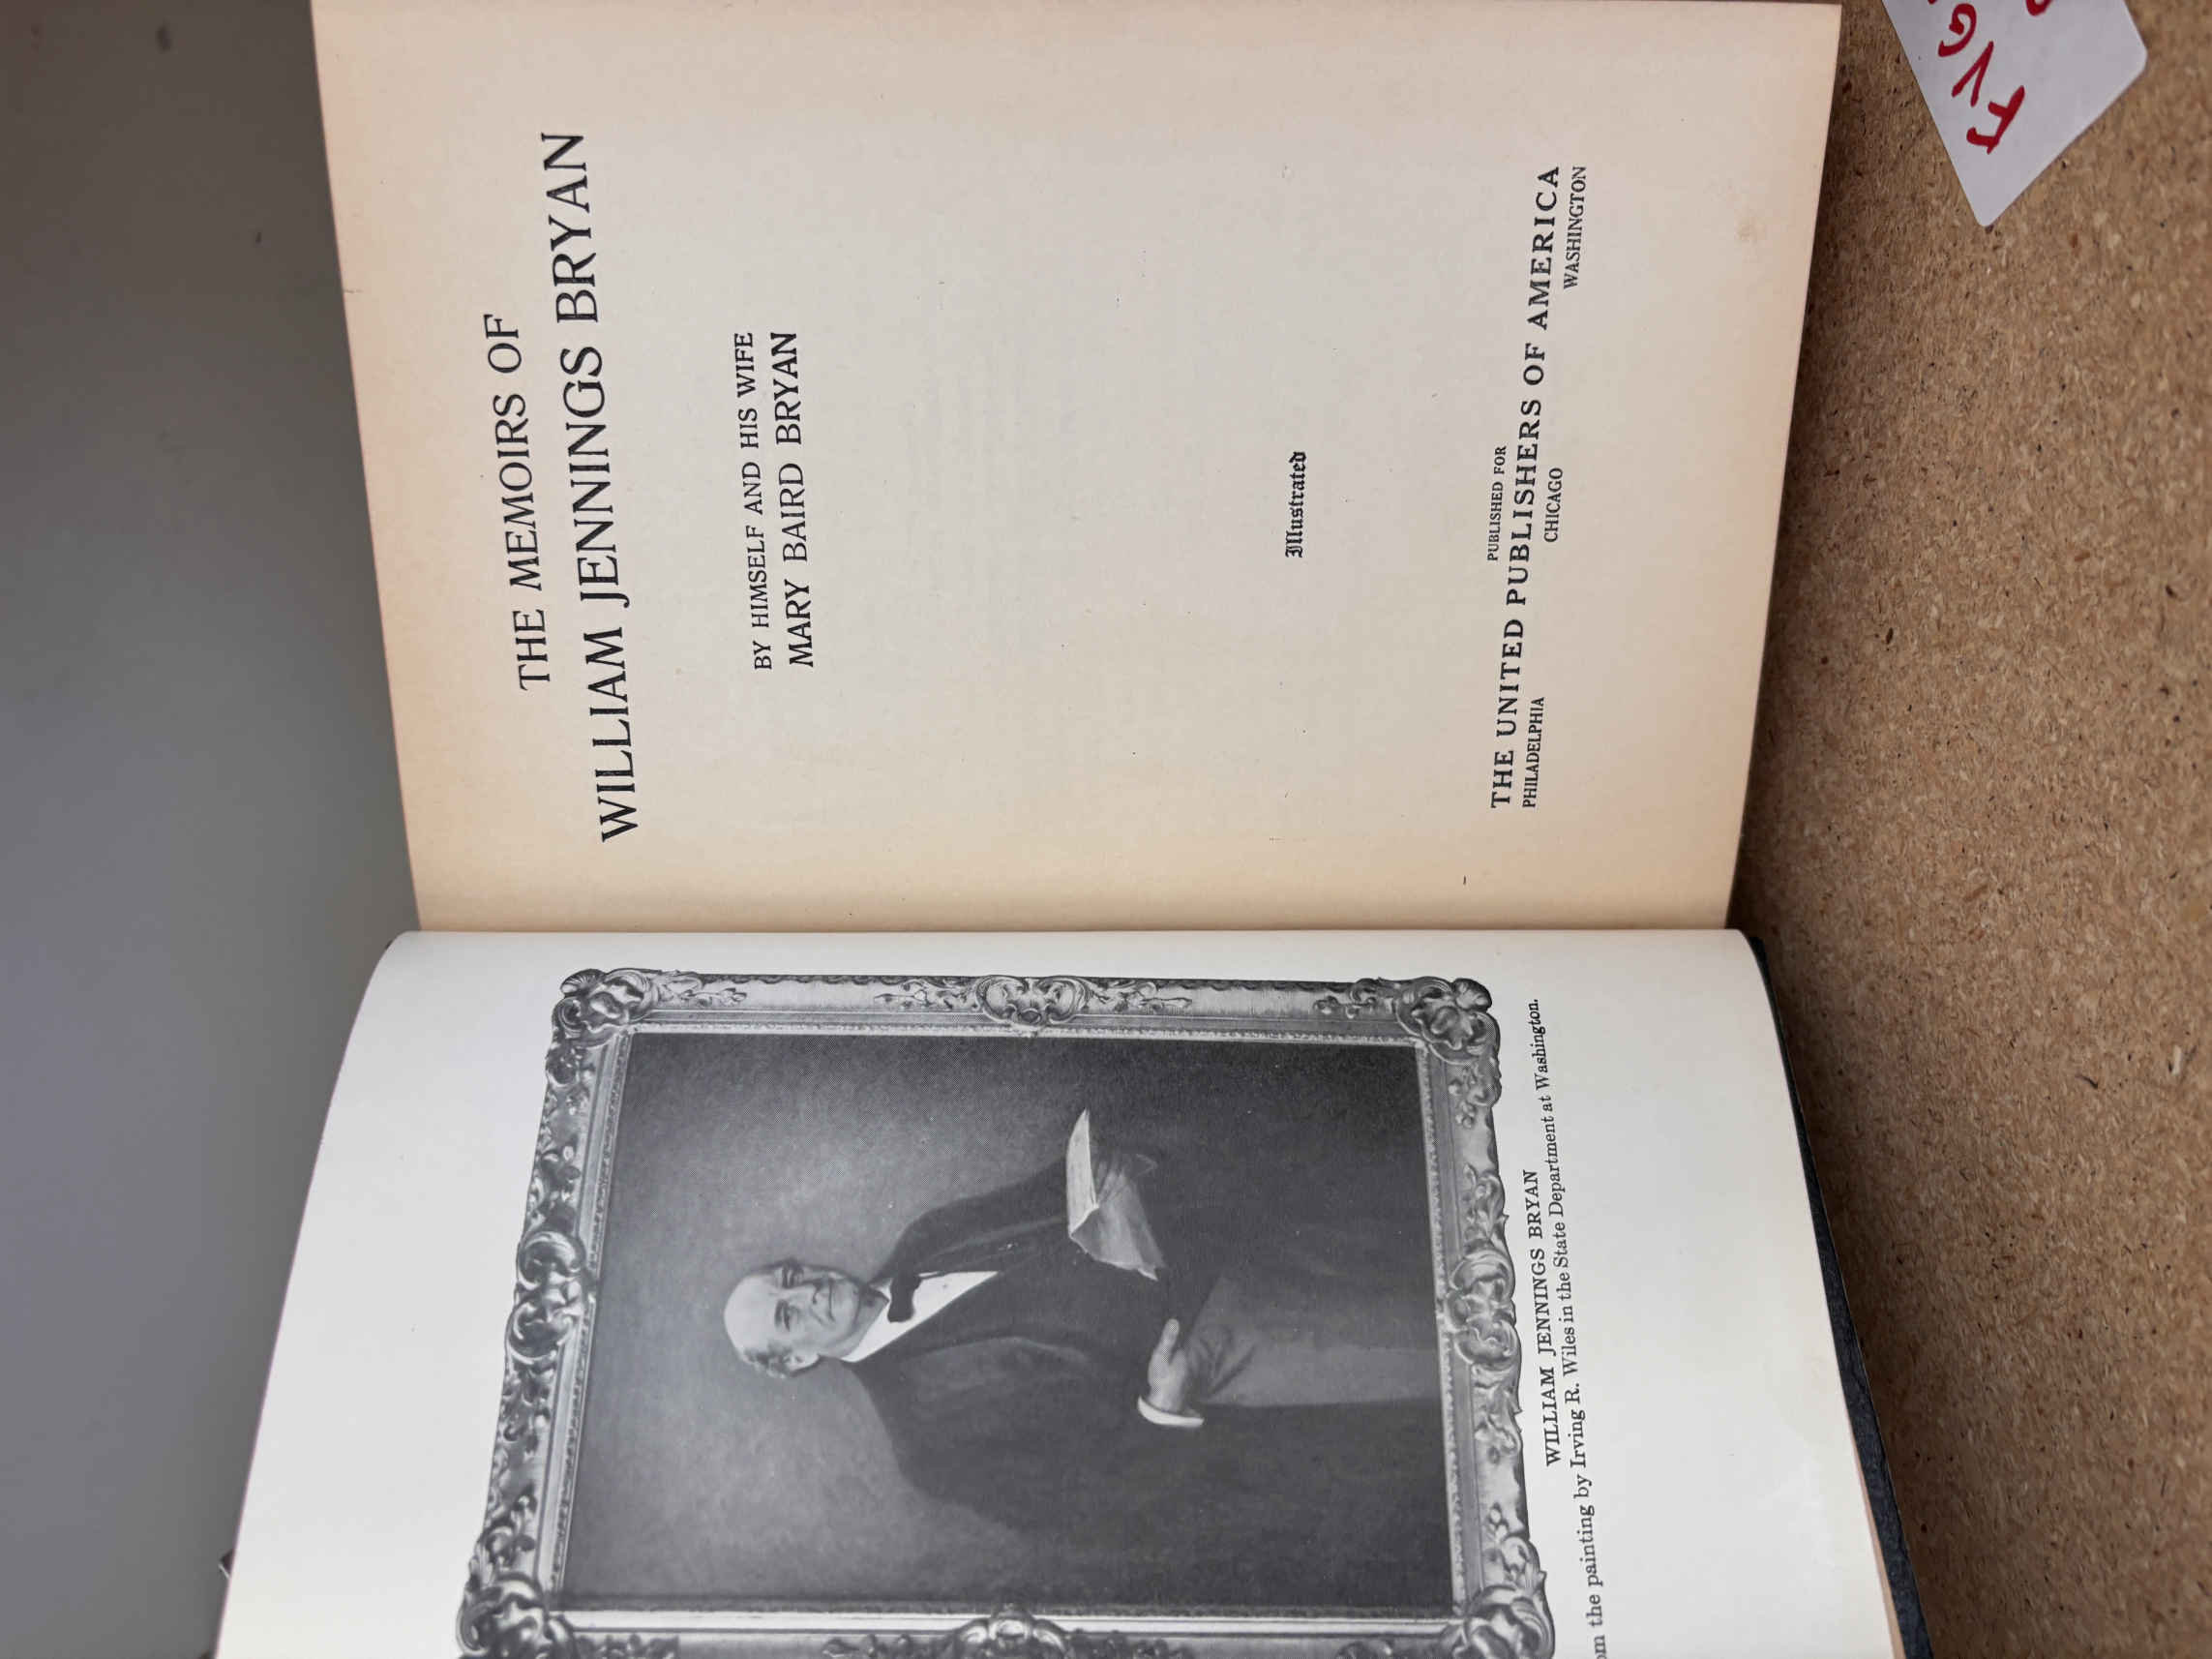 WILLIAM JENNINGS BRYAN
the painting by Irving R. Wiles in the State Department at Washington.
THE MEMOIRS OF
WILLIAM JENNINGS BRYAN
BY HIMSELF AND HIS WIFE
MARY BAIRD BRYAN
Illustrated
PUBLISHED FOR
THE UNITED PUBLISHERS OF AMERICA
PHILADELPHIA CHICAGO WASHINGTON